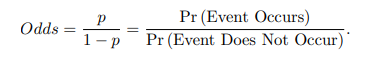 Odds = p / (1 − p) = Pr (Event Occurs) / Pr (Event Does Not Occur) .